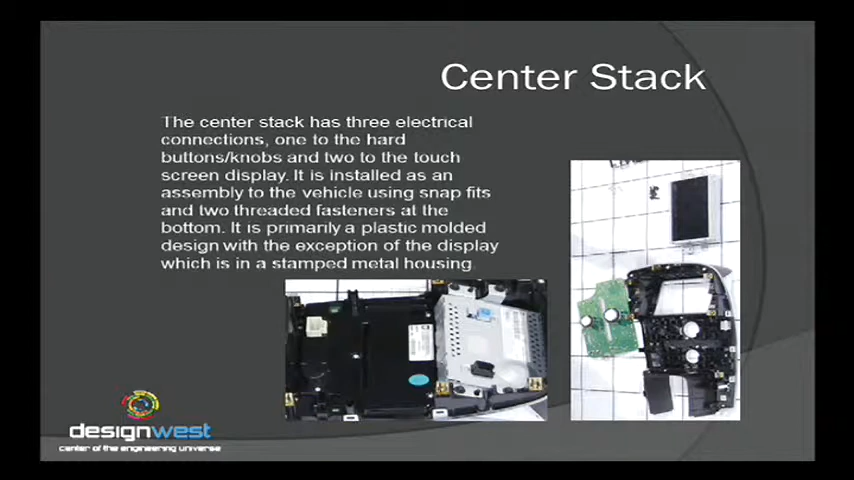 Center Stack
The center stack has three electrical
connections, one to the hard
buttons/knobs and two to the touch
screen display. It is installed as an
assembly to the vehicle using snap fits
and two threaded fasteners at the
bottom. It is primarily a plastic molded
design with the exception of the display
which is in a stamped metal housing
designwest
center of the engineering universe